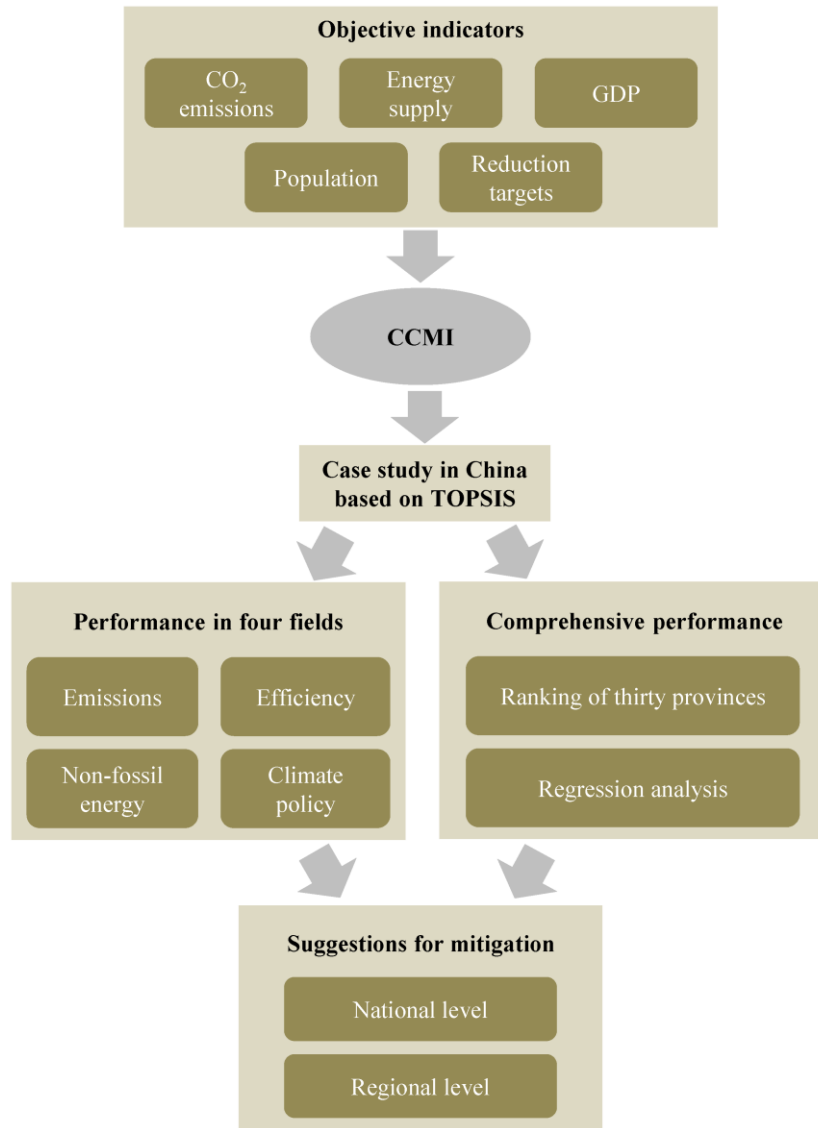 Objective indicators
CO₂
emissions
Energy
supply
GDP
Population
Reduction
targets
CCMI
Case study in China
based on TOPSIS
Performance in four fields
Emissions
Efficiency
Non-fossil
energy
Climate
policy
Comprehensive performance
Ranking of thirty provinces
Regression analysis
Suggestions for mitigation
National level
Regional level